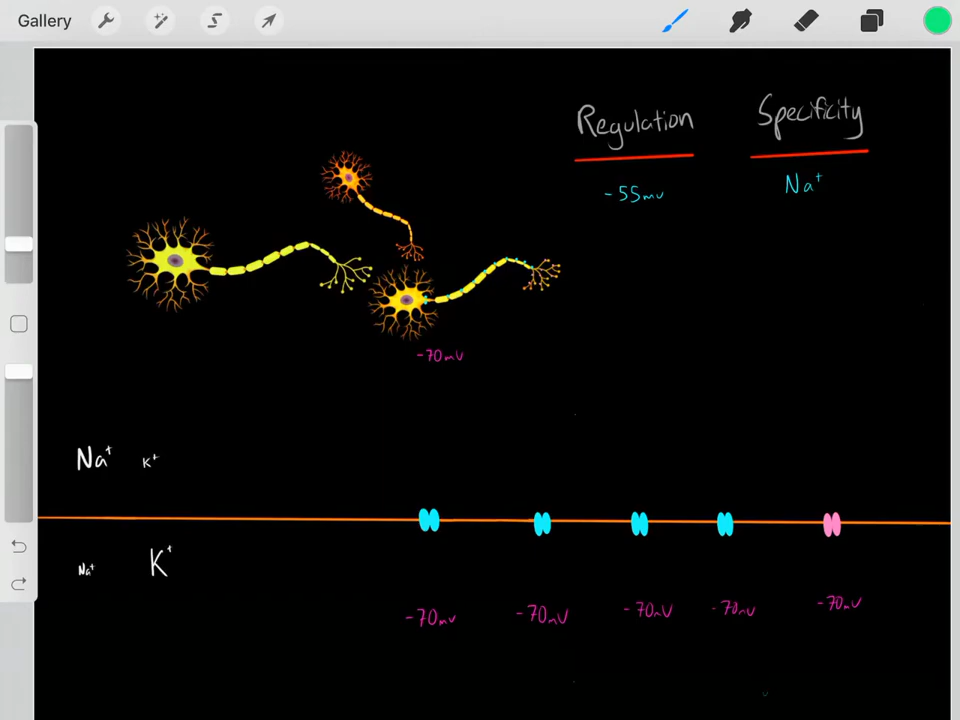 Gallery
Regulation
Specificity
-55mv
Na+
-70mV
Na+ K+
Na+ K+
-70mv -70mV -70mV -70mV -70mV